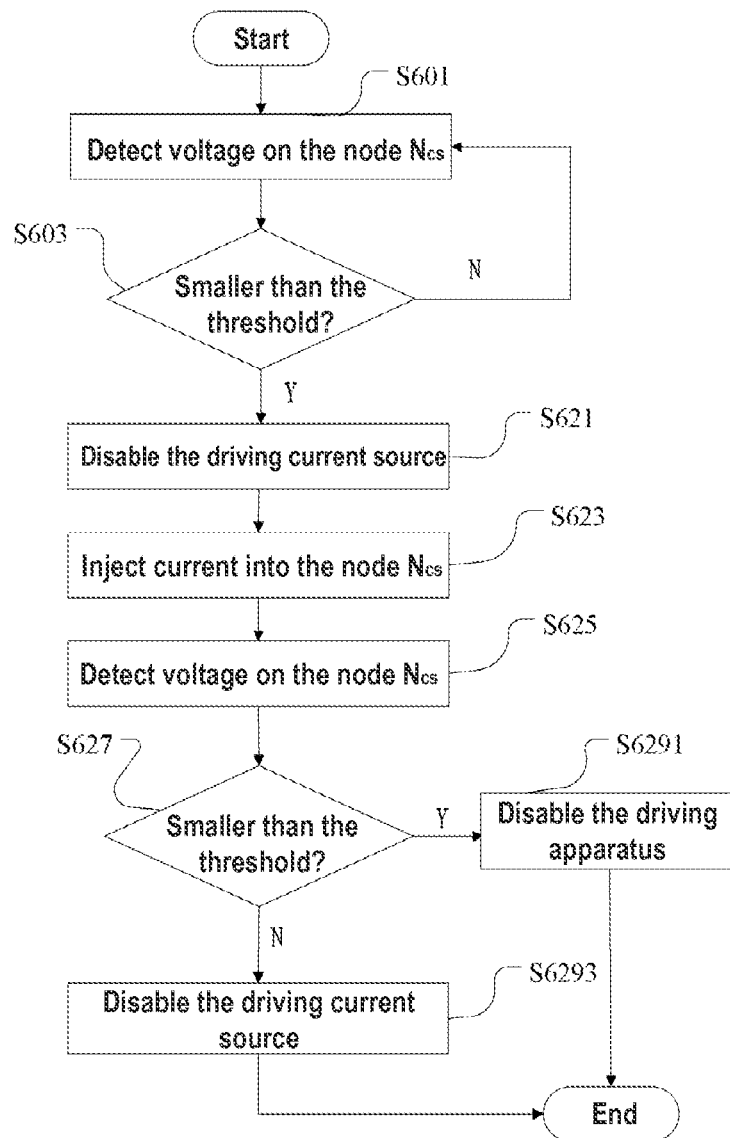 Start
S601
Detect voltage on the node Ncs
S603
Smaller than the
threshold?
N
Y
S621
Disable the driving current source
S623
Inject current into the node Ncs
S625
Detect voltage on the node Ncs
S627
S6291
Smaller than the
threshold?
Y
Disable the driving
apparatus
N
S6293
Disable the driving current
source
End